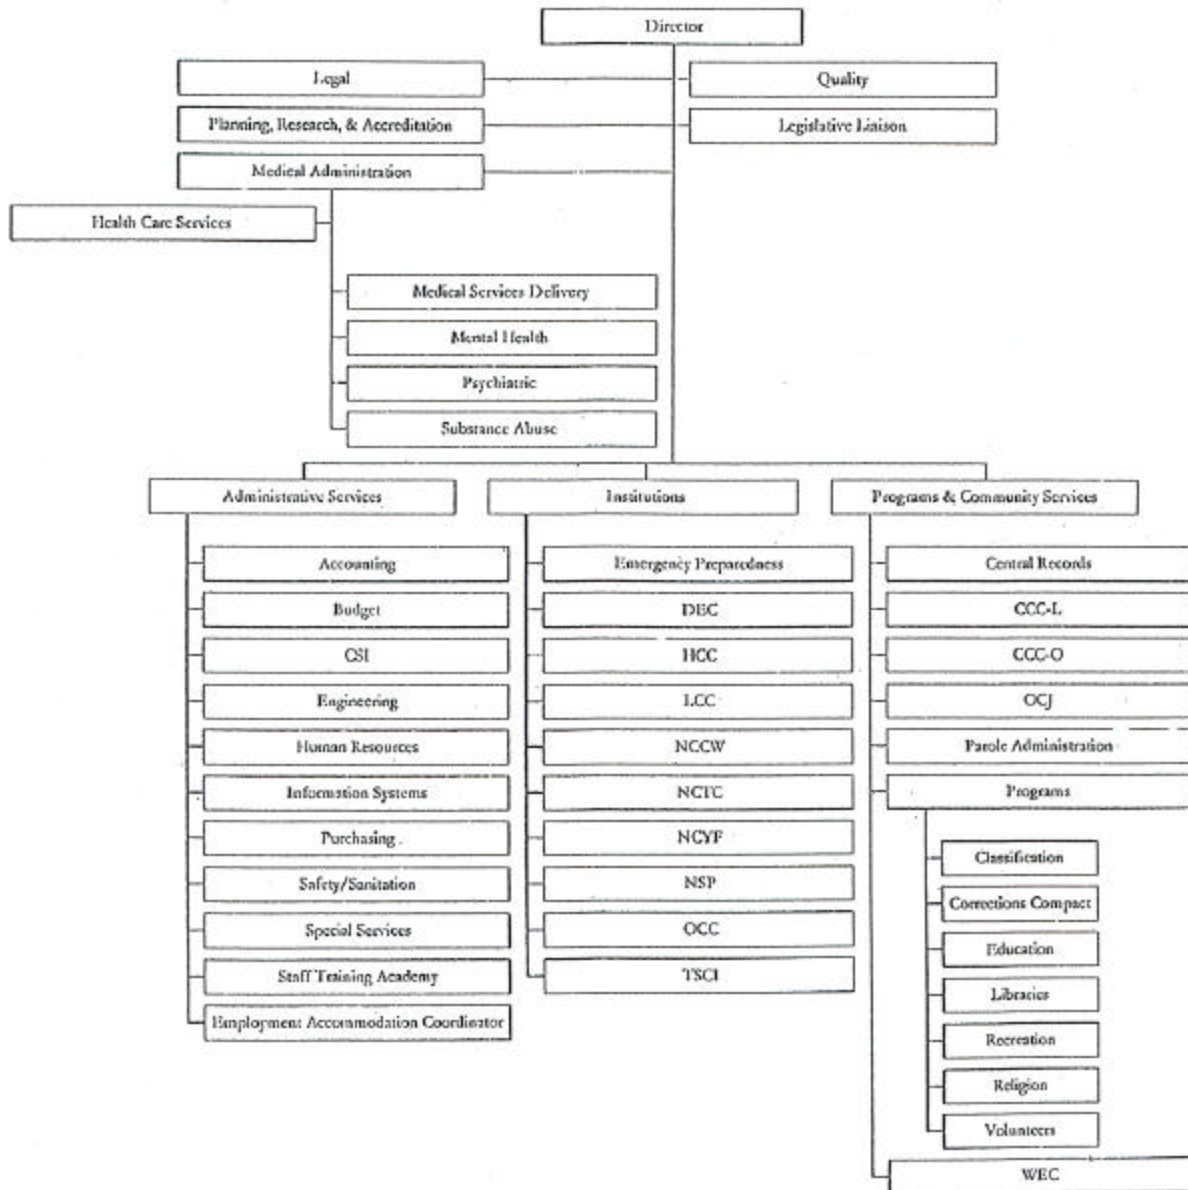 Director
Legal
Quality
Planning, Research, & Accreditation
Legislative Liaison
Medical Administration
Health Care Services
Medical Services Delivery
Mental Health
Psychiatric
Substance Abuse
Administrative Services
Institutions
Programs & Community Services
Accounting
Budget
CSI
Engineering
Human Resources
Information Systems
Purchasing
Safety/Sanitation
Special Services
Staff Training Academy
Employment Accommodation Coordinator
Emergency Preparedness
DEC
HCC
LCC
NCCW
NCTC
NCYF
NSP
OCC
TSCI
Central Records
CCC-L
CCC-O
OCJ
Parole Administration
Programs
Classification
Corrections Compact
Education
Libraries
Recreation
Religion
Volunteers
WEC